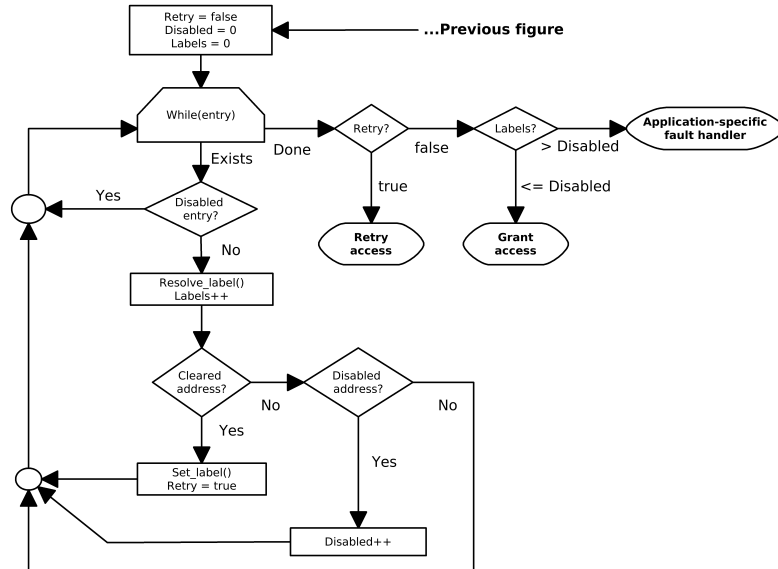 Retry = false
Disabled = 0
Labels = 0
...Previous figure
While(entry)
Retry?
Labels?
Application-specific
fault handler
Done
false
> Disabled
Exists
true
<= Disabled
Yes
Disabled
entry?
Retry
access
Grant
access
No
Resolve_label()
Labels++
Cleared
address?
Disabled
address?
No
No
Yes
Yes
Set_label()
Retry = true
Disabled++